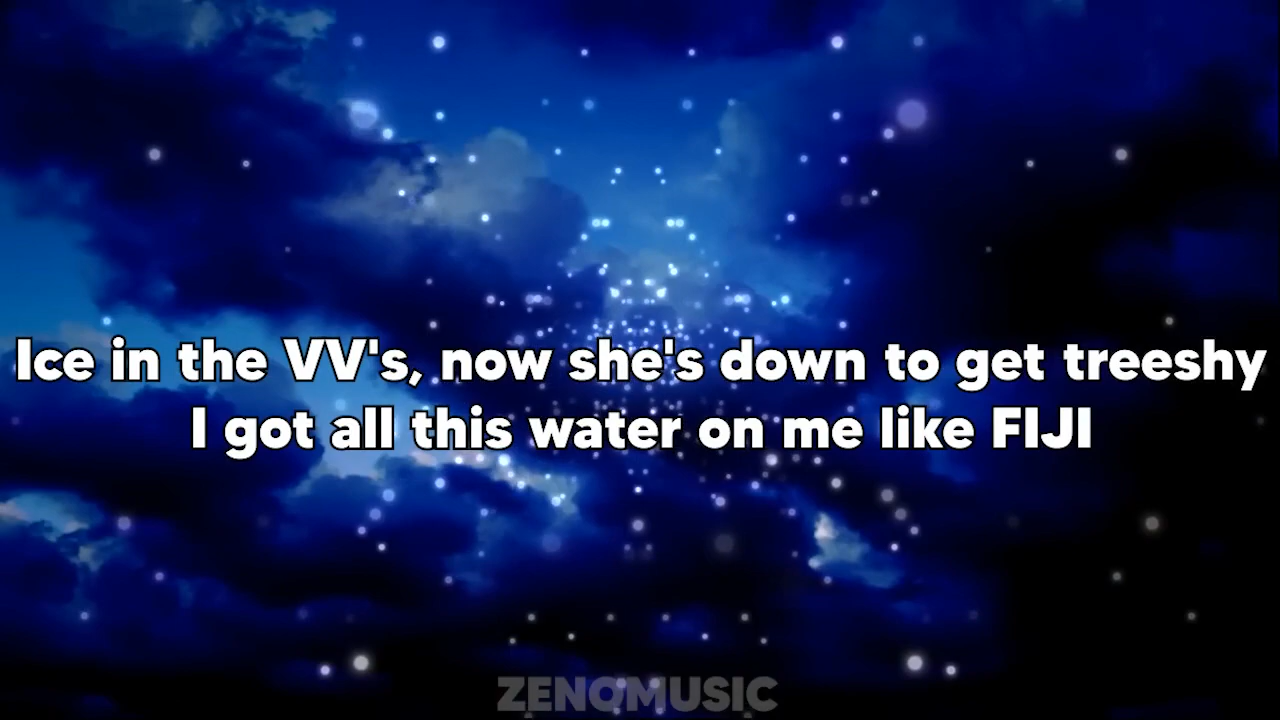 Ice in the VV's, now she's down to get treeshy
I got all this water on me like FIJI
ZENOMUSIC